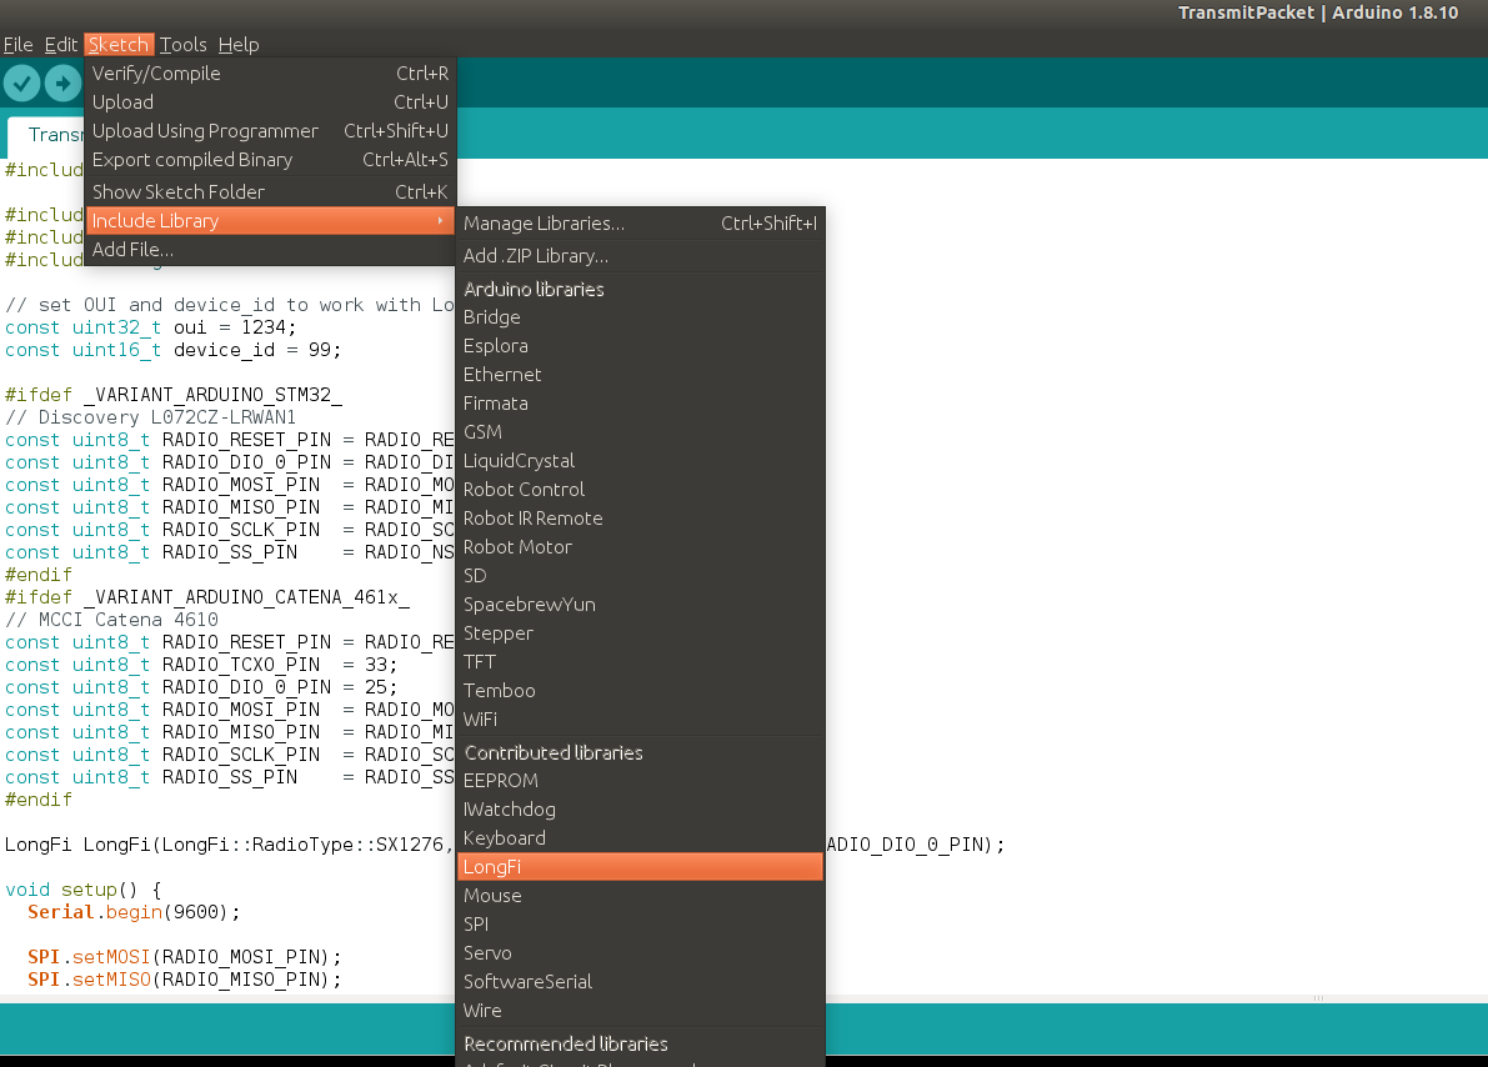 TransmitPacket | Arduino 1.8.10
File Edit Sketch Tools Help
Verify/Compile Ctrl+R
Upload Ctrl+U
Upload Using Programmer Ctrl+Shift+U
Export compiled Binary Ctrl+Alt+S
Show Sketch Folder Ctrl+K
Include Library
Add File...
Manage Libraries... Ctrl+Shift+I
Add .ZIP Library...
Arduino libraries
Bridge
Esplora
Ethernet
Firmata
GSM
LiquidCrystal
Robot Control
Robot IR Remote
Robot Motor
SD
SpacebrewYun
Stepper
TFT
Temboo
WiFi
Contributed libraries
EEPROM
IWatchdog
Keyboard
LongFi
Mouse
SPI
Servo
SoftwareSerial
Wire
Recommended libraries
Transm
#includ
#includ
#includ
#includ
// set OUI and device_id to work with Lo
const uint32_t oui = 1234;
const uint16_t device_id = 99;
#ifdef _VARIANT_ARDUINO_STM32_
// Discovery L072CZ-LRWAN1
const uint8_t RADIO_RESET_PIN = RADIO_RE
const uint8_t RADIO_DIO_0_PIN = RADIO_DI
const uint8_t RADIO_MOSI_PIN = RADIO_MO
const uint8_t RADIO_MISO_PIN = RADIO_MI
const uint8_t RADIO_SCLK_PIN = RADIO_SC
const uint8_t RADIO_SS_PIN = RADIO_NS
#endif
#ifdef _VARIANT_ARDUINO_CATENA_461x_
// MCCI Catena 4610
const uint8_t RADIO_RESET_PIN = RADIO_RE
const uint8_t RADIO_TCXO_PIN = 33;
const uint8_t RADIO_DIO_0_PIN = 25;
const uint8_t RADIO_MOSI_PIN = RADIO_MO
const uint8_t RADIO_MISO_PIN = RADIO_MI
const uint8_t RADIO_SCLK_PIN = RADIO_SC
const uint8_t RADIO_SS_PIN = RADIO_SS
#endif
LongFi LongFi(LongFi::RadioType::SX1276, ADIO_DIO_0_PIN);
void setup() {
Serial.begin(9600);
SPI.setMOSI(RADIO_MOSI_PIN);
SPI.setMISO(RADIO_MISO_PIN);